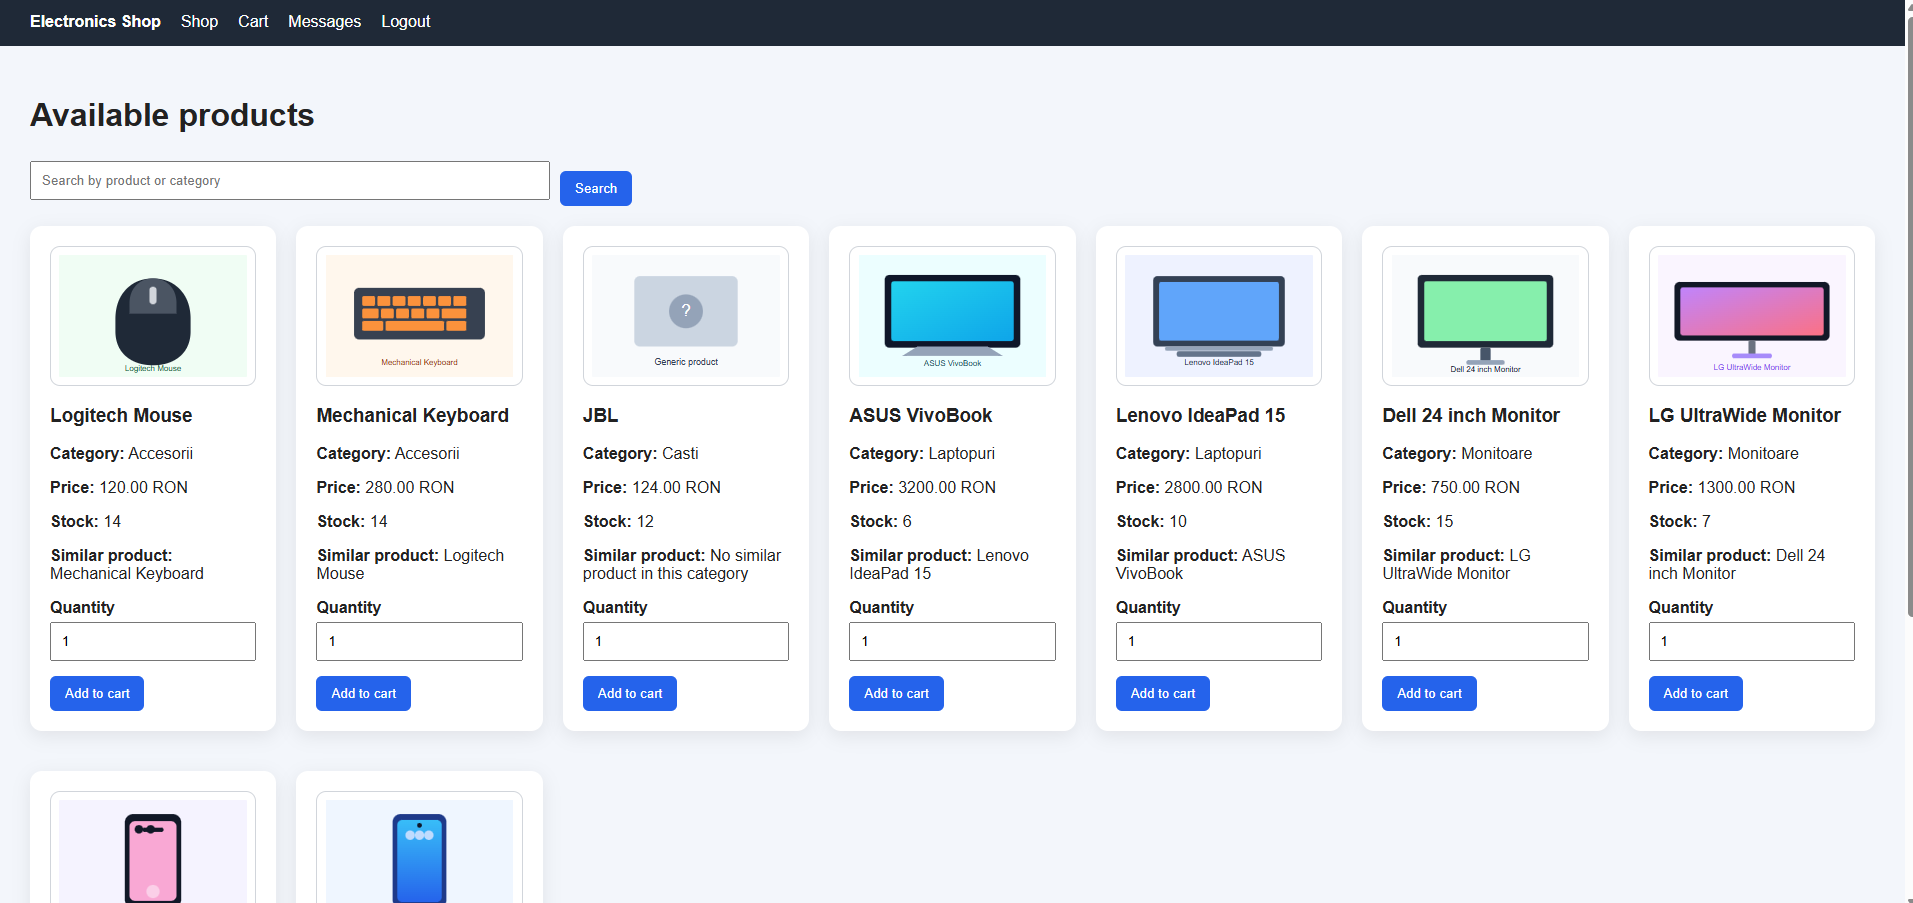 Electronics Shop Shop Cart Messages Logout
Available products
Search by product or category
Search
Logitech Mouse
Logitech Mouse
Category: Accesorii
Price: 120.00 RON
Stock: 14
Similar product:
Mechanical Keyboard
Quantity
1
Add to cart
Mechanical Keyboard
Mechanical Keyboard
Category: Accesorii
Price: 280.00 RON
Stock: 14
Similar product: Logitech
Mouse
Quantity
1
Add to cart
?
Generic product
JBL
Category: Casti
Price: 124.00 RON
Stock: 12
Similar product: No similar
product in this category
Quantity
1
Add to cart
ASUS VivoBook
ASUS VivoBook
Category: Laptopuri
Price: 3200.00 RON
Stock: 6
Similar product: Lenovo
IdeaPad 15
Quantity
1
Add to cart
Lenovo IdeaPad 15
Lenovo IdeaPad 15
Category: Laptopuri
Price: 2800.00 RON
Stock: 10
Similar product: ASUS
VivoBook
Quantity
1
Add to cart
Dell 24 inch Monitor
Dell 24 inch Monitor
Category: Monitoare
Price: 750.00 RON
Stock: 15
Similar product: LG
UltraWide Monitor
Quantity
1
Add to cart
LG UltraWide Monitor
LG UltraWide Monitor
Category: Monitoare
Price: 1300.00 RON
Stock: 7
Similar product: Dell 24
inch Monitor
Quantity
1
Add to cart